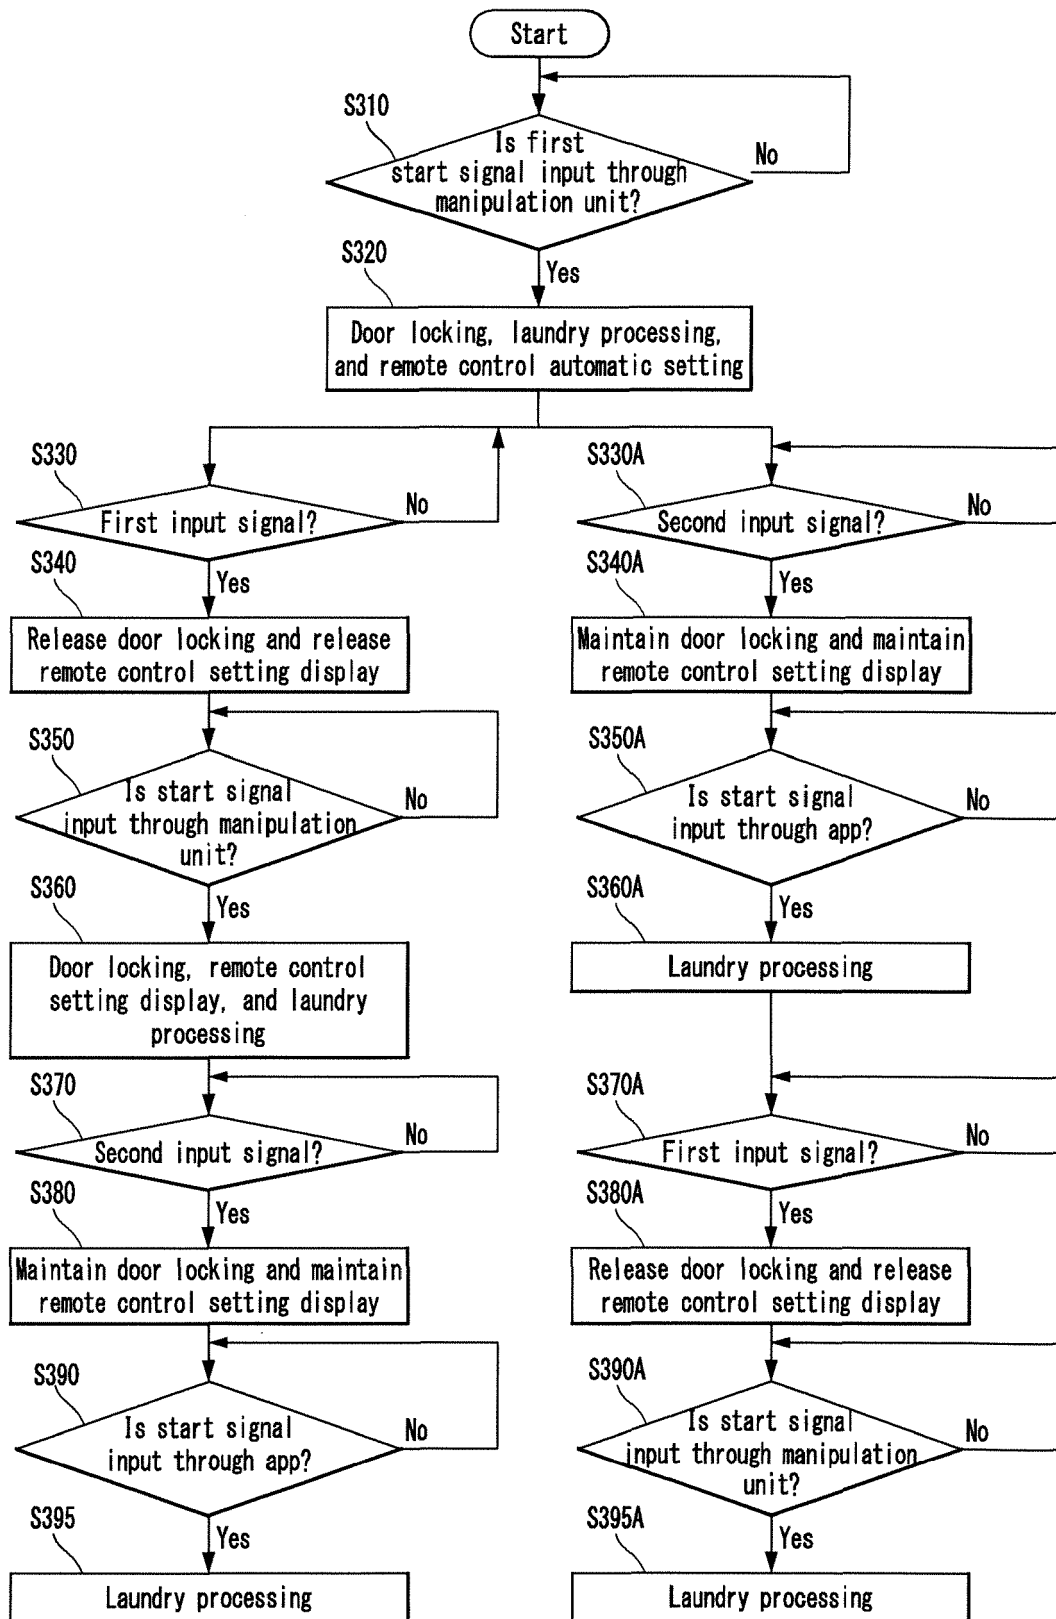 Start
S310
Is first
start signal input through
manipulation unit?
No
S320
Yes
Door locking, laundry processing,
and remote control automatic setting
S330
First input signal?
No
S340
Yes
Release door locking and release
remote control setting display
S350
Is start signal
input through manipulation
unit?
No
S360
Yes
Door locking, remote control
setting display, and laundry
processing
S370
Second input signal?
No
S380
Yes
Maintain door locking and maintain
remote control setting display
S390
Is start signal
input through app?
No
S395
Yes
Laundry processing
S330A
Second input signal?
No
S340A
Yes
Maintain door locking and maintain
remote control setting display
S350A
Is start signal
input through app?
No
S360A
Yes
Laundry processing
S370A
First input signal?
No
S380A
Yes
Release door locking and release
remote control setting display
S390A
Is start signal
input through manipulation
unit?
No
S395A
Yes
Laundry processing